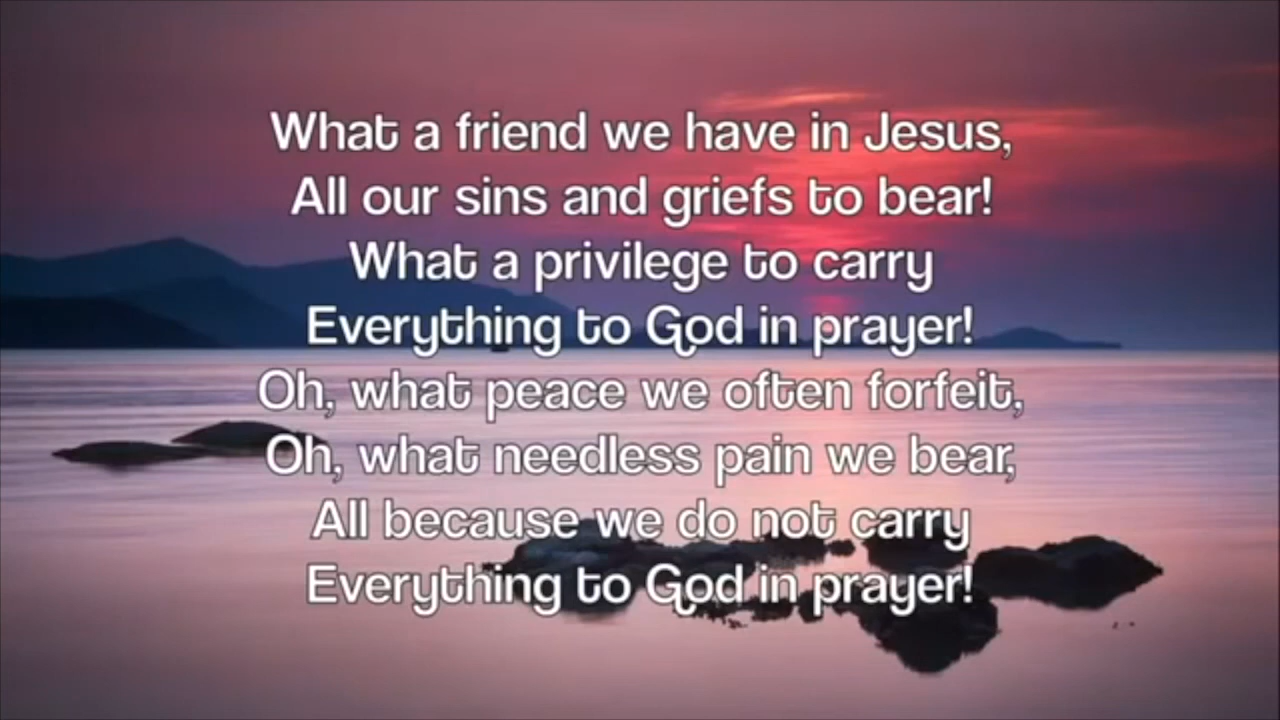 What a friend we have in Jesus,
All our sins and griefs to bear!
What a privilege to carry
Everything to God in prayer!
Oh, what peace we often forfeit,
Oh, what needless pain we bear,
All because we do not carry
Everything to God in prayer!